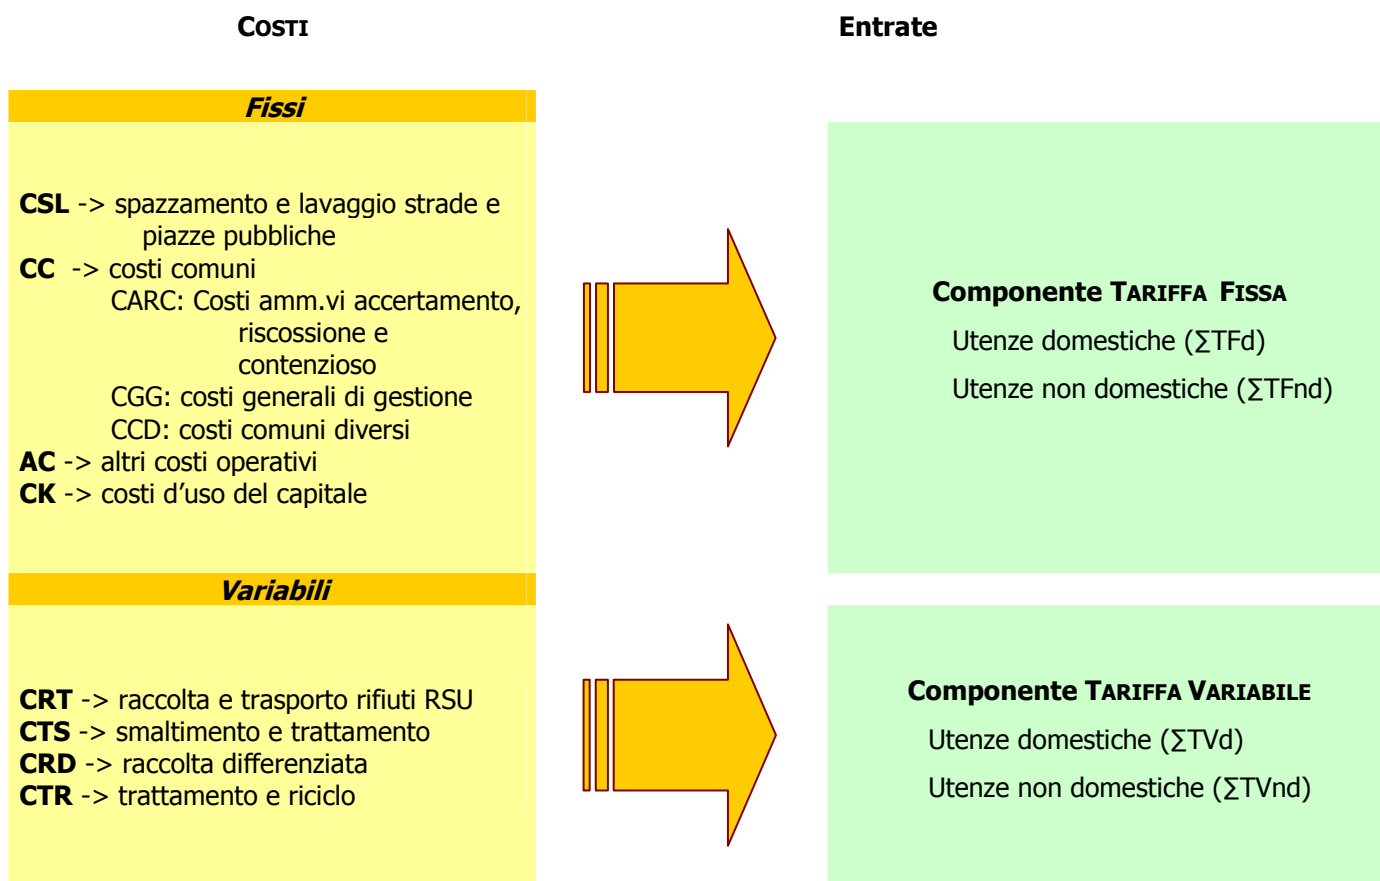 COSTI
Entrate
Fissi
CSL -> spazzamento e lavaggio strade e
piazze pubbliche
CC -> costi comuni
CARC: Costi amm.vi accertamento,
riscossione e
contenzioso
CGG: costi generali di gestione
CCD: costi comuni diversi
AC -> altri costi operativi
CK -> costi d’uso del capitale
Componente TARIFFA FISSA
Utenze domestiche (∑TFd)
Utenze non domestiche (∑TFnd)
Variabili
CRT -> raccolta e trasporto rifiuti RSU
CTS -> smaltimento e trattamento
CRD -> raccolta differenziata
CTR -> trattamento e riciclo
Componente TARIFFA VARIABILE
Utenze domestiche (∑TVd)
Utenze non domestiche (∑TVnd)